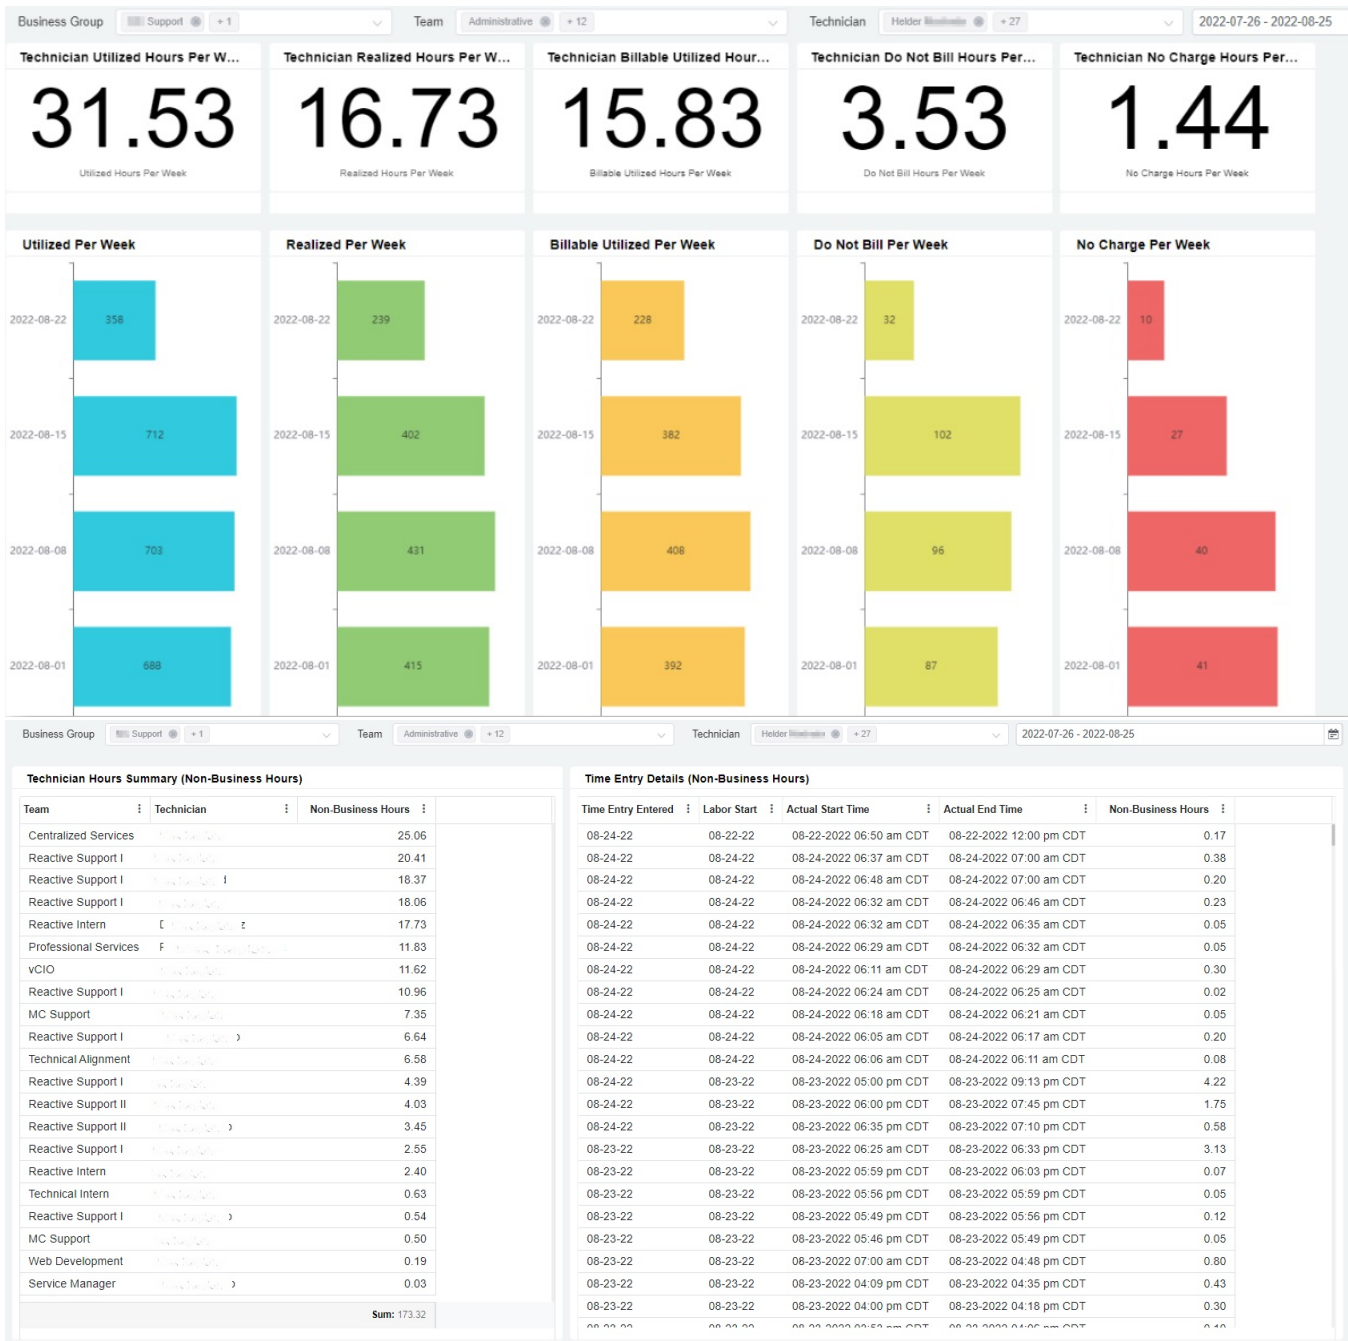 Business Group Support + 1 Team Administrative + 12 Technician Helder + 27 2022-07-26 - 2022-08-25
Technician Utilized Hours Per W... Technician Realized Hours Per W... Technician Billable Utilized Hour... Technician Do Not Bill Hours Per... Technician No Charge Hours Per...
31.53 16.73 15.83 3.53 1.44
Utilized Hours Per Week Realized Hours Per Week Billable Utilized Hours Per Week Do Not Bill Hours Per Week No Charge Hours Per Week
Utilized Per Week Realized Per Week Billable Utilized Per Week Do Not Bill Per Week No Charge Per Week
2022-08-22 358 2022-08-22 239 2022-08-22 228 2022-08-22 32 2022-08-22 10
2022-08-15 712 2022-08-15 402 2022-08-15 382 2022-08-15 102 2022-08-15 27
2022-08-08 703 2022-08-08 431 2022-08-08 408 2022-08-08 96 2022-08-08 40
2022-08-01 688 2022-08-01 415 2022-08-01 392 2022-08-01 87 2022-08-01 41
Business Group Support + 1 Team Administrative + 12 Technician Helder + 27 2022-07-26 - 2022-08-25
Technician Hours Summary (Non-Business Hours)
Team Technician Non-Business Hours
Centralized Services 25.06
Reactive Support I 20.41
Reactive Support I 18.37
Reactive Support I 18.06
Reactive Intern 17.73
Professional Services 11.83
vCIO 11.62
Reactive Support I 10.96
MC Support 7.35
Reactive Support I 6.64
Technical Alignment 6.58
Reactive Support I 4.39
Reactive Support II 4.03
Reactive Support II 3.45
Reactive Support I 2.55
Reactive Intern 2.40
Technical Intern 0.63
Reactive Support I 0.54
MC Support 0.50
Web Development 0.19
Service Manager 0.03
Sum: 173.32
Time Entry Details (Non-Business Hours)
Time Entry Entered Labor Start Actual Start Time Actual End Time Non-Business Hours
08-24-22 08-22-22 08-22-2022 06:50 am CDT 08-22-2022 12:00 pm CDT 0.17
08-24-22 08-24-22 08-24-2022 06:37 am CDT 08-24-2022 07:00 am CDT 0.38
08-24-22 08-24-22 08-24-2022 06:48 am CDT 08-24-2022 07:00 am CDT 0.20
08-24-22 08-24-22 08-24-2022 06:32 am CDT 08-24-2022 06:46 am CDT 0.23
08-24-22 08-24-22 08-24-2022 06:32 am CDT 08-24-2022 06:35 am CDT 0.05
08-24-22 08-24-22 08-24-2022 06:29 am CDT 08-24-2022 06:32 am CDT 0.05
08-24-22 08-24-22 08-24-2022 06:11 am CDT 08-24-2022 06:29 am CDT 0.30
08-24-22 08-24-22 08-24-2022 06:24 am CDT 08-24-2022 06:25 am CDT 0.02
08-24-22 08-24-22 08-24-2022 06:18 am CDT 08-24-2022 06:21 am CDT 0.05
08-24-22 08-24-22 08-24-2022 06:05 am CDT 08-24-2022 06:17 am CDT 0.20
08-24-22 08-24-22 08-24-2022 06:06 am CDT 08-24-2022 06:11 am CDT 0.08
08-24-22 08-23-22 08-23-2022 05:00 pm CDT 08-23-2022 09:13 pm CDT 4.22
08-24-22 08-23-22 08-23-2022 06:00 pm CDT 08-23-2022 07:45 pm CDT 1.75
08-24-22 08-23-22 08-23-2022 06:35 pm CDT 08-23-2022 07:10 pm CDT 0.58
08-23-22 08-23-22 08-23-2022 06:25 am CDT 08-23-2022 06:33 pm CDT 3.13
08-23-22 08-23-22 08-23-2022 05:59 pm CDT 08-23-2022 06:03 pm CDT 0.07
08-23-22 08-23-22 08-23-2022 05:56 pm CDT 08-23-2022 05:59 pm CDT 0.05
08-23-22 08-23-22 08-23-2022 05:49 pm CDT 08-23-2022 05:56 pm CDT 0.12
08-23-22 08-23-22 08-23-2022 05:46 pm CDT 08-23-2022 05:49 pm CDT 0.05
08-23-22 08-23-22 08-23-2022 07:00 am CDT 08-23-2022 04:48 pm CDT 0.80
08-23-22 08-23-22 08-23-2022 04:09 pm CDT 08-23-2022 04:35 pm CDT 0.43
08-23-22 08-23-22 08-23-2022 04:00 pm CDT 08-23-2022 04:18 pm CDT 0.30